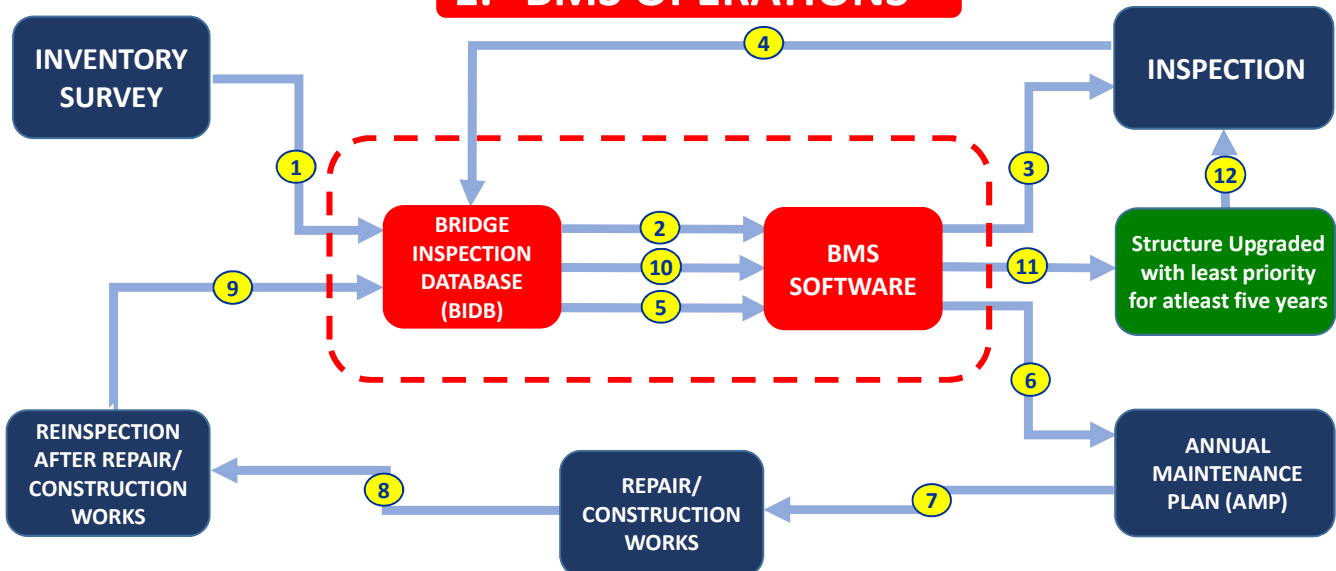 BMS OPERATIONS
INVENTORY
SURVEY
4
INSPECTION
1
3
12
BRIDGE
INSPECTION
DATABASE
(BIDB)
2
10
5
BMS
SOFTWARE
11
Structure Upgraded
with least priority
for atleast five years
9
6
REINSPECTION
AFTER REPAIR/
CONSTRUCTION
WORKS
8
REPAIR/
CONSTRUCTION
WORKS
7
ANNUAL
MAINTENANCE
PLAN (AMP)